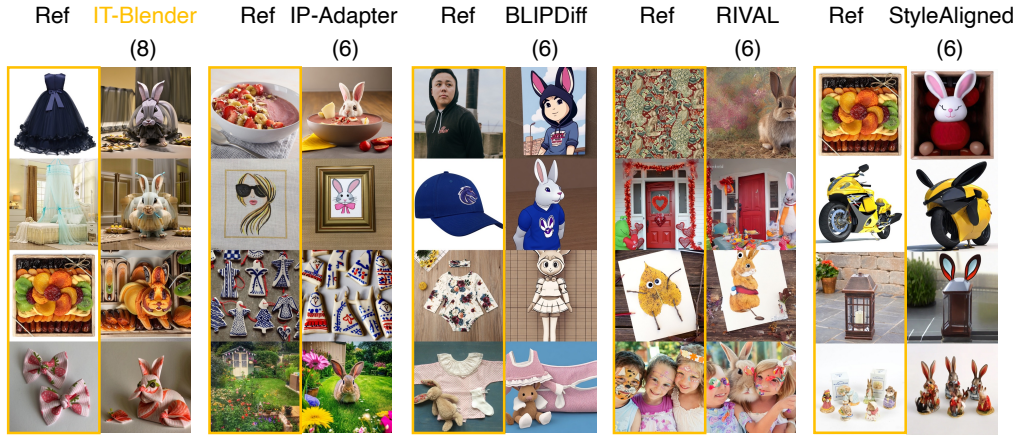 Ref IT-Blender Ref IP-Adapter Ref BLIPDiff Ref RIVAL Ref StyleAligned
(8) (6) (6) (6) (6)